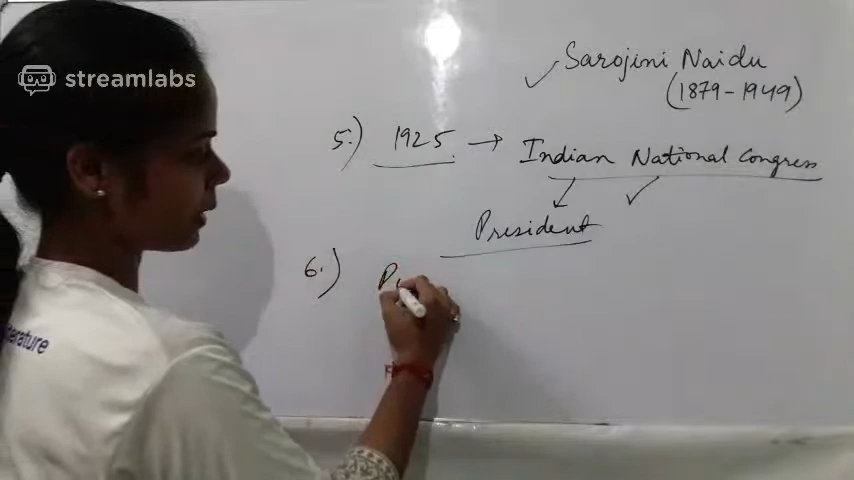 streamlabs
Sarojini Naidu
(1879-1949)
5.) 1925 → Indian National Congress
President
6.) P